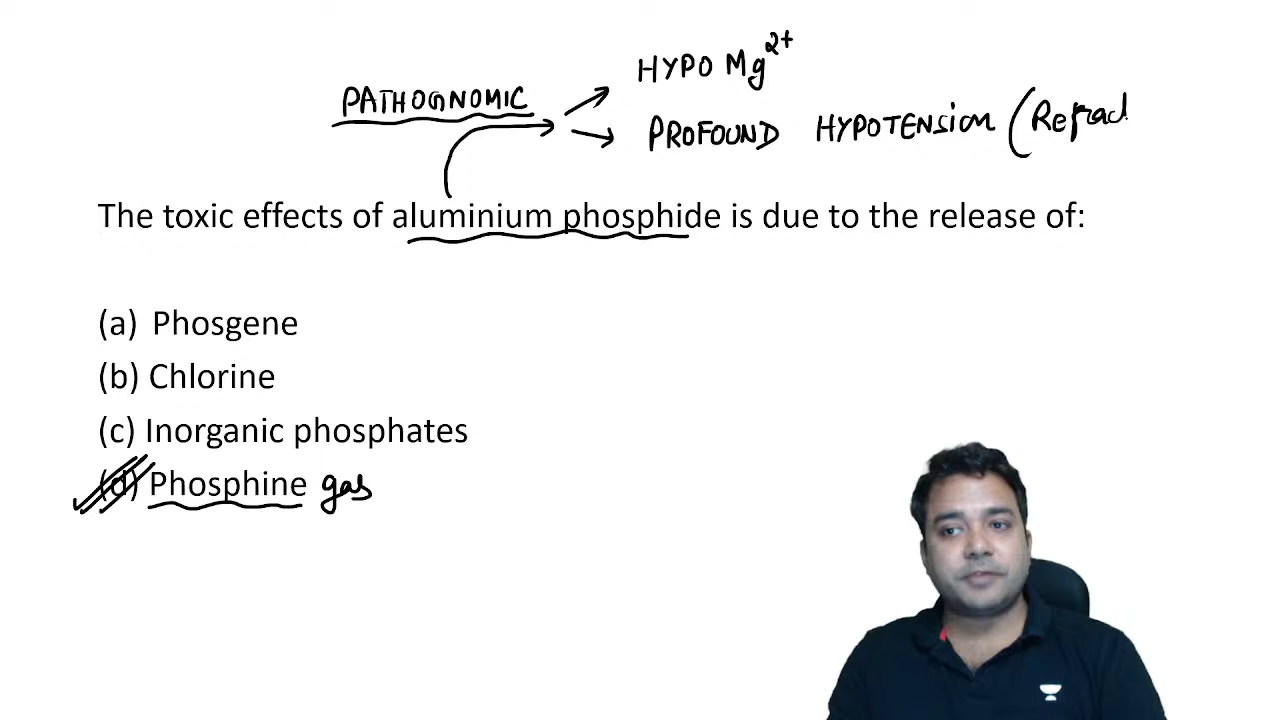 HYPO Mg2+
PATHOGNOMIC
PROFOUND HYPOTENSION (Refrac
The toxic effects of aluminium phosphide is due to the release of:
(a) Phosgene
(b) Chlorine
(c) Inorganic phosphates
(d) Phosphine gas